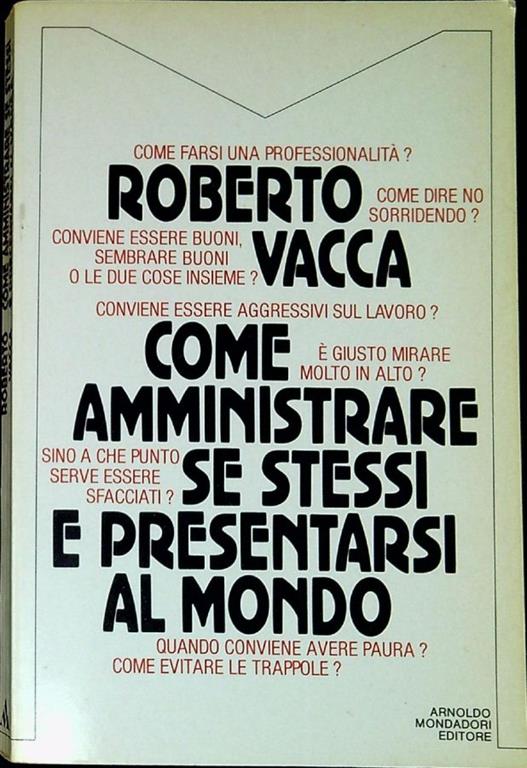 COME FARSI UNA PROFESSIONALITÀ ?
ROBERTO
COME DIRE NO
SORRIDENDO ?
CONVIENE ESSERE BUONI,
SEMBRARE BUONI
O LE DUE COSE INSIEME ?
VACCA
CONVIENE ESSERE AGGRESSIVI SUL LAVORO ?
COME
È GIUSTO MIRARE
MOLTO IN ALTO ?
AMMINISTRARE
SINO A CHE PUNTO
SERVE ESSERE
SFACCIATI ?
SE STESSI
E PRESENTARSI
AL MONDO
QUANDO CONVIENE AVERE PAURA ?
COME EVITARE LE TRAPPOLE ?
ARNOLDO
MONDADORI
EDITORE